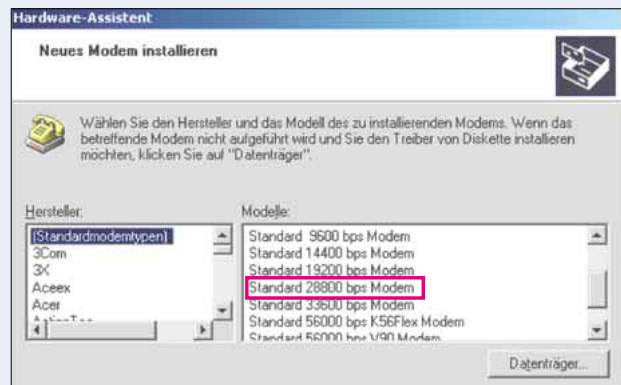 Hardware-Assistent
Neues Modem installieren
Wählen Sie den Hersteller und das Modell des zu installierenden Modems. Wenn das
betreffende Modem nicht aufgeführt wird und Sie den Treiber von Diskette installieren
möchten, klicken Sie auf "Datenträger".
Hersteller:
(Standardmodemtypen)
3Com
3X
Aceex
Acer
Modelle:
Standard 9600 bps Modem
Standard 14400 bps Modem
Standard 19200 bps Modem
Standard 28800 bps Modem
Standard 33600 bps Modem
Standard 56000 bps K56Flex Modem
Standard 56000 bps V90 Modem
Datenträger...